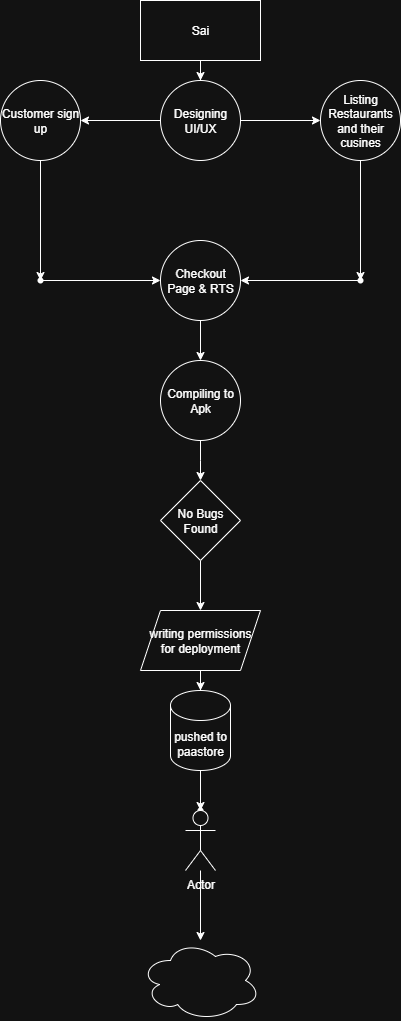 Sai
Customer sign
up
Designing
UI/UX
Listing
Restaurants
and their
cusines
Checkout
Page & RTS
Compiling to
Apk
No Bugs
Found
writing permissions
for deployment
pushed to
paastore
Actor